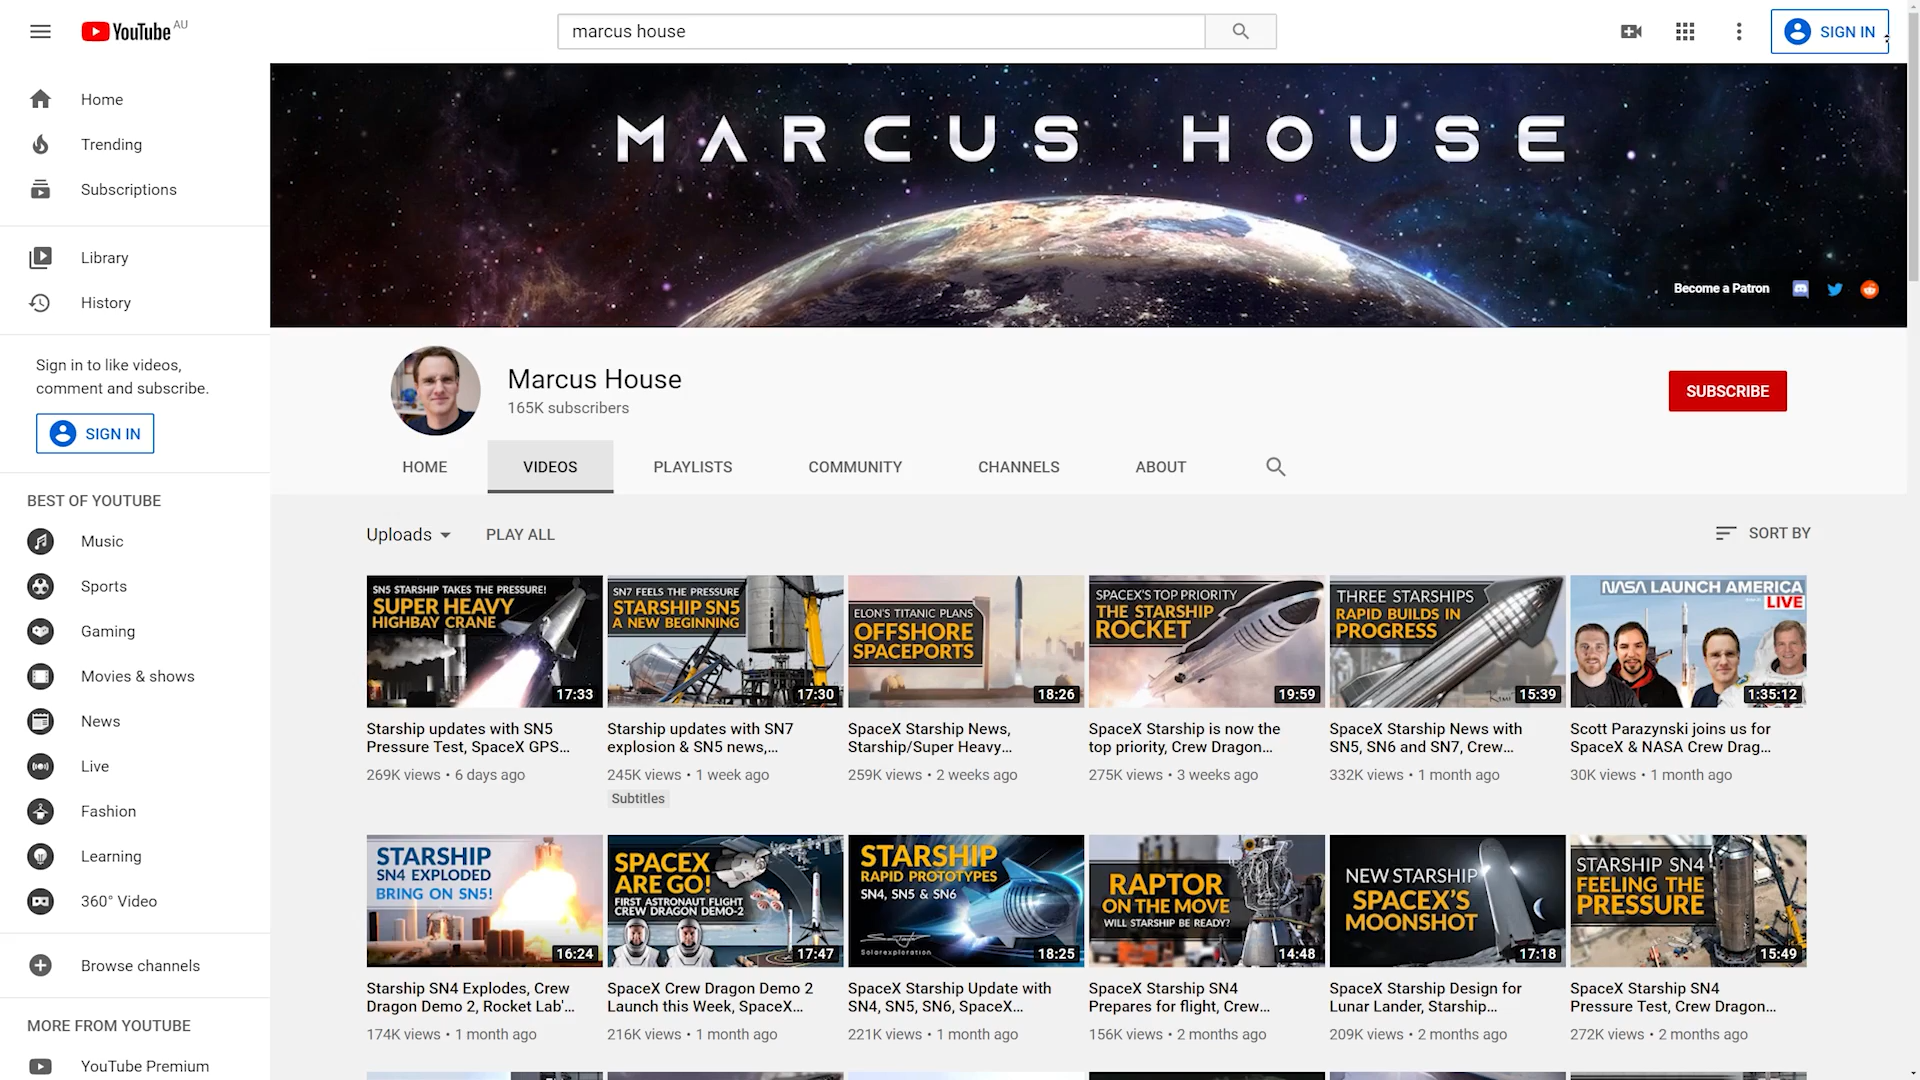 YouTube AU
marcus house
SIGN IN
Home
Trending
Subscriptions
Library
History
Sign in to like videos,
comment and subscribe.
SIGN IN
BEST OF YOUTUBE
Music
Sports
Gaming
Movies & shows
News
Live
Fashion
Learning
360° Video
Browse channels
MORE FROM YOUTUBE
YouTube Premium
MARCUS HOUSE
Become a Patron
Marcus House
165K subscribers
SUBSCRIBE
HOME VIDEOS PLAYLISTS COMMUNITY CHANNELS ABOUT
Uploads PLAY ALL SORT BY
SN5 STARSHIP TAKES THE PRESSURE!
SUPER HEAVY
HIGHBAY CRANE
17:33
Starship updates with SN5
Pressure Test, SpaceX GPS...
269K views • 6 days ago
SN7 FEELS THE PRESSURE
STARSHIP SN5
A NEW BEGINNING
17:30
Starship updates with SN7
explosion & SN5 news,...
245K views • 1 week ago
Subtitles
ELON'S TITANIC PLANS
OFFSHORE
SPACEPORTS
18:26
SpaceX Starship News,
Starship/Super Heavy...
259K views • 2 weeks ago
SPACEX'S TOP PRIORITY
THE STARSHIP
ROCKET
19:59
SpaceX Starship is now the
top priority, Crew Dragon...
275K views • 3 weeks ago
THREE STARSHIPS
RAPID BUILDS IN
PROGRESS
15:39
SpaceX Starship News with
SN5, SN6 and SN7, Crew...
332K views • 1 month ago
NASA LAUNCH AMERICA
LIVE
1:35:12
Scott Parazynski joins us for
SpaceX & NASA Crew Drag...
30K views • 1 month ago
STARSHIP
SN4 EXPLODED
BRING ON SN5!
16:24
Starship SN4 Explodes, Crew
Dragon Demo 2, Rocket Lab'...
174K views • 1 month ago
SPACEX
ARE GO!
FIRST ASTRONAUT FLIGHT
CREW DRAGON DEMO-2
17:47
SpaceX Crew Dragon Demo 2
Launch this Week, SpaceX...
216K views • 1 month ago
STARSHIP
RAPID PROTOTYPES
SN4, SN5 & SN6
Solarexploration
18:25
SpaceX Starship Update with
SN4, SN5, SN6, SpaceX...
221K views • 1 month ago
RAPTOR
ON THE MOVE
WILL STARSHIP BE READY?
14:48
SpaceX Starship SN4
Prepares for flight, Crew...
156K views • 2 months ago
NEW STARSHIP
SPACEX'S
MOONSHOT
17:18
SpaceX Starship Design for
Lunar Lander, Starship...
209K views • 2 months ago
STARSHIP SN4
FEELING THE
PRESSURE
15:49
SpaceX Starship SN4
Pressure Test, Crew Dragon...
272K views • 2 months ago